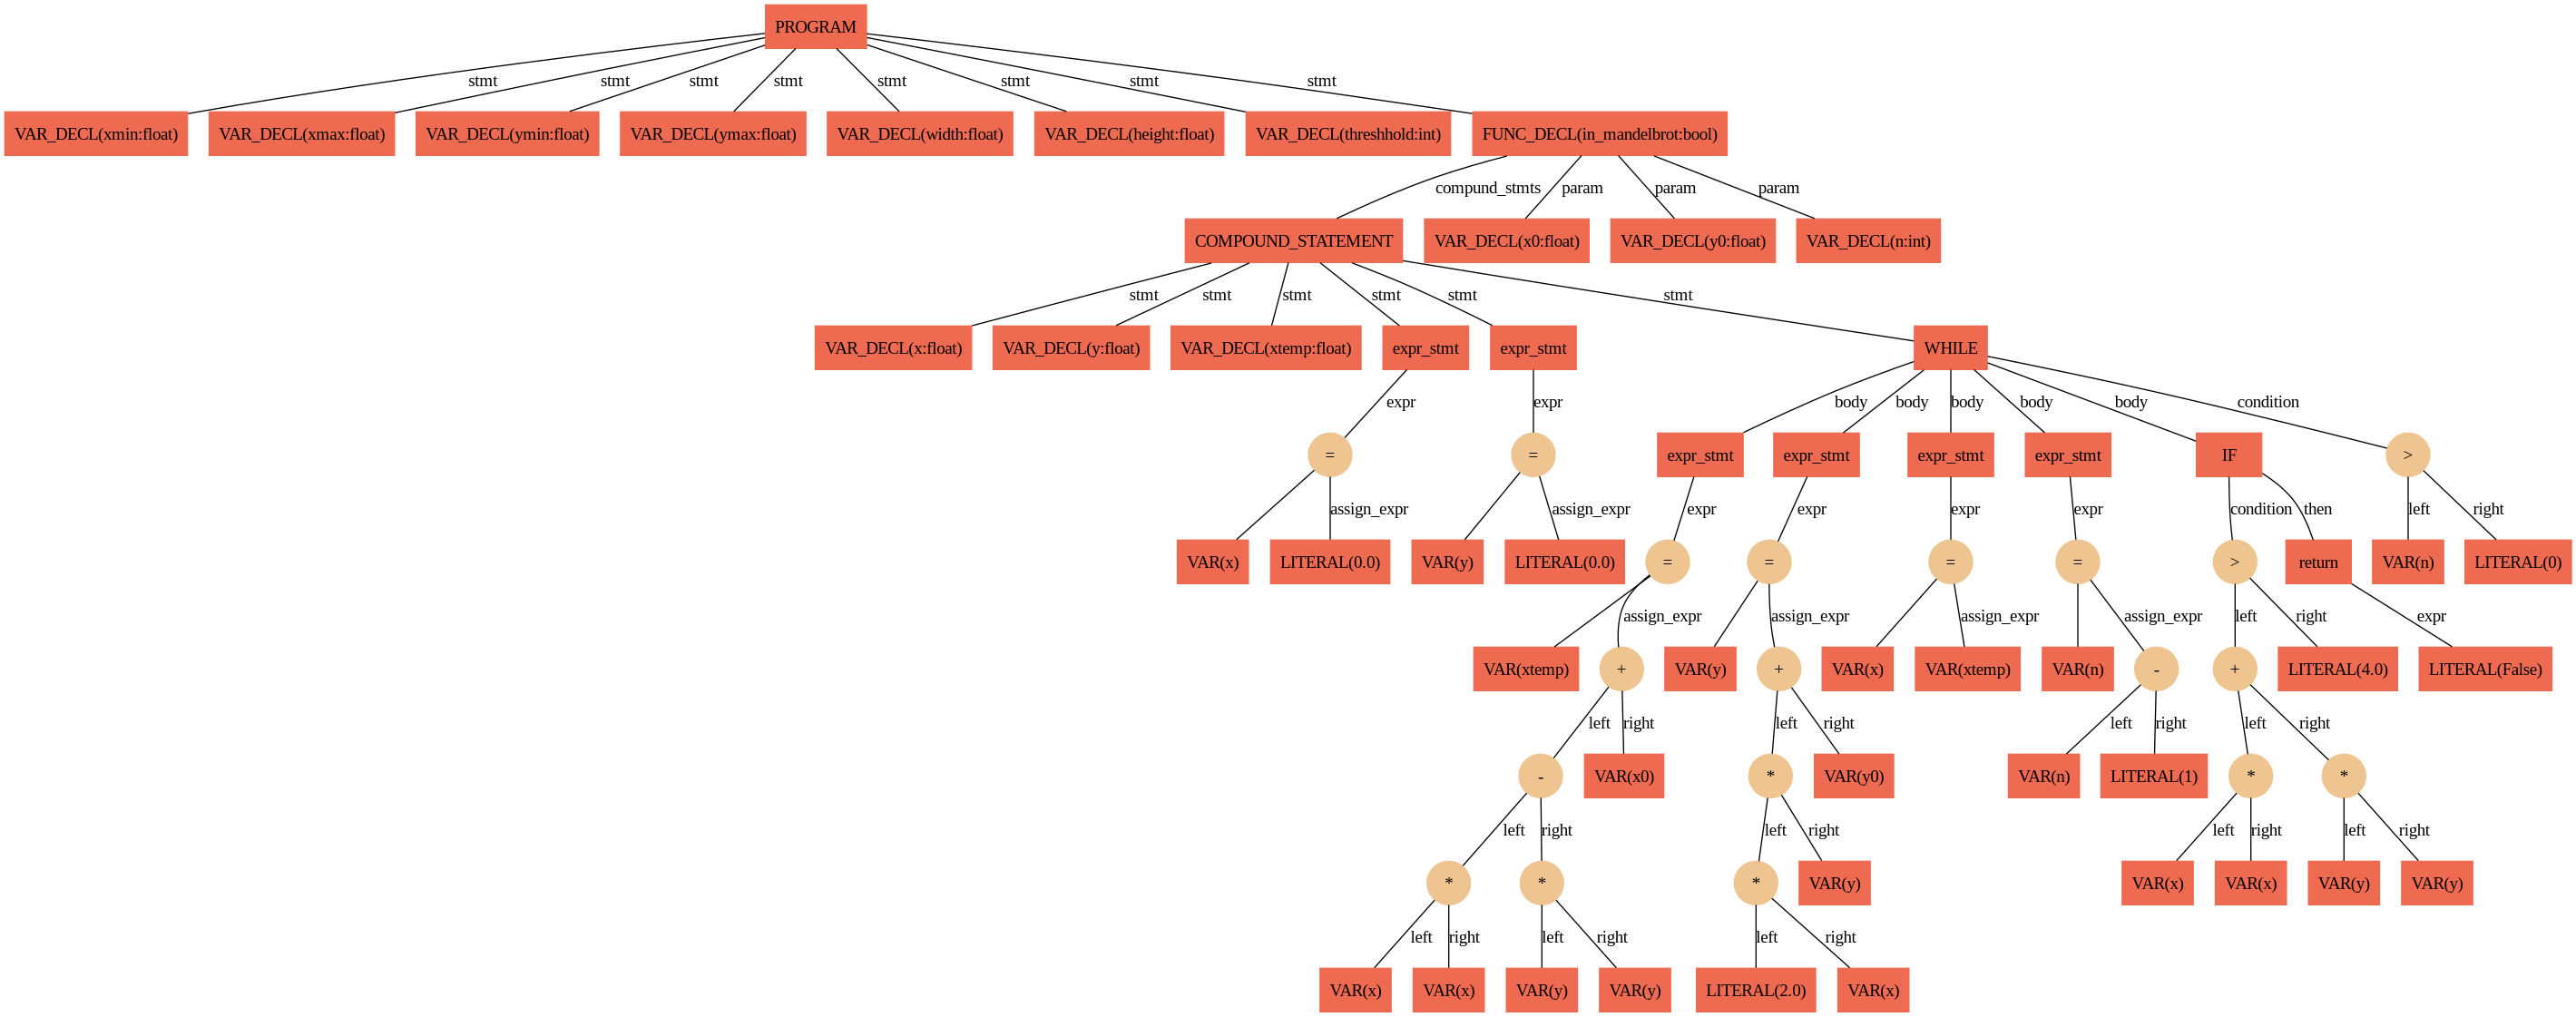 PROGRAM
stmt stmt stmt stmt stmt stmt stmt stmt
VAR_DECL(xmin:float) VAR_DECL(xmax:float) VAR_DECL(ymin:float) VAR_DECL(ymax:float) VAR_DECL(width:float) VAR_DECL(height:float) VAR_DECL(threshhold:int) FUNC_DECL(in_mandelbrot:bool)
compund_stmts param param param
COMPOUND_STATEMENT VAR_DECL(x0:float) VAR_DECL(y0:float) VAR_DECL(n:int)
stmt stmt stmt stmt stmt stmt
VAR_DECL(x:float) VAR_DECL(y:float) VAR_DECL(xtemp:float) expr_stmt expr_stmt WHILE
expr expr body body body body body condition
= = expr_stmt expr_stmt expr_stmt expr_stmt IF >
assign_expr assign_expr expr expr expr expr condition then left right
VAR(x) LITERAL(0.0) VAR(y) LITERAL(0.0) = = = = > return VAR(n) LITERAL(0)
assign_expr assign_expr assign_expr assign_expr left right expr
VAR(xtemp) + VAR(y) + VAR(x) VAR(xtemp) VAR(n) - + LITERAL(4.0) LITERAL(False)
left right left right left right left right
- VAR(x0) * VAR(y0) VAR(n) LITERAL(1) * *
left right left right left right left right
* * * VAR(y) VAR(x) VAR(x) VAR(y) VAR(y)
left right left right left right
VAR(x) VAR(x) VAR(y) VAR(y) LITERAL(2.0) VAR(x)